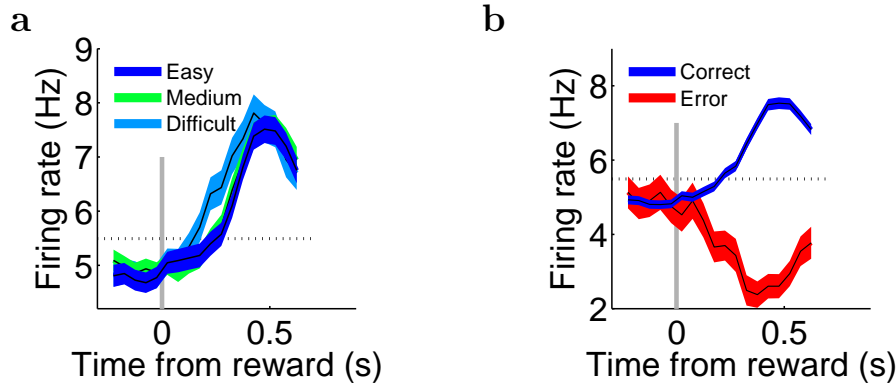 a
9
8
7
6
5
Firing rate (Hz)
Easy
Medium
Difficult
0
0.5
Time from reward (s)
b
8
6
4
2
Firing rate (Hz)
Correct
Error
0
0.5
Time from reward (s)